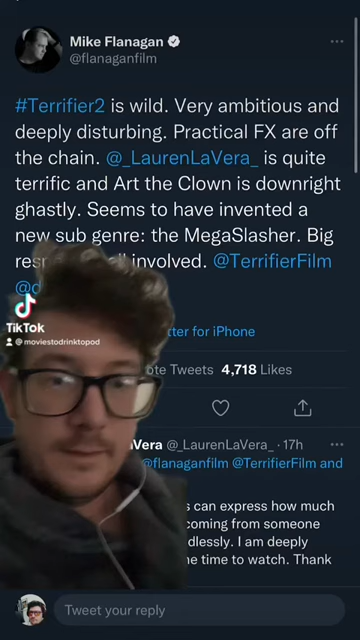 Mike Flanagan
@flanaganfilm
#Terrifier2 is wild. Very ambitious and
deeply disturbing. Practical FX are off
the chain. @_LaurenLaVera_ is quite
terrific and Art the Clown is downright
ghastly. Seems to have invented a
new sub genre: the MegaSlasher. Big
involved. @TerrifierFilm
TikTok
@moviestodrinktopod
for iPhone
Tweets 4,718 Likes
Vera @_LaurenLaVera_ · 17h
@flanaganfilm @TerrifierFilm and
can express how much
coming from someone
I am deeply
time to watch. Thank
Tweet your reply